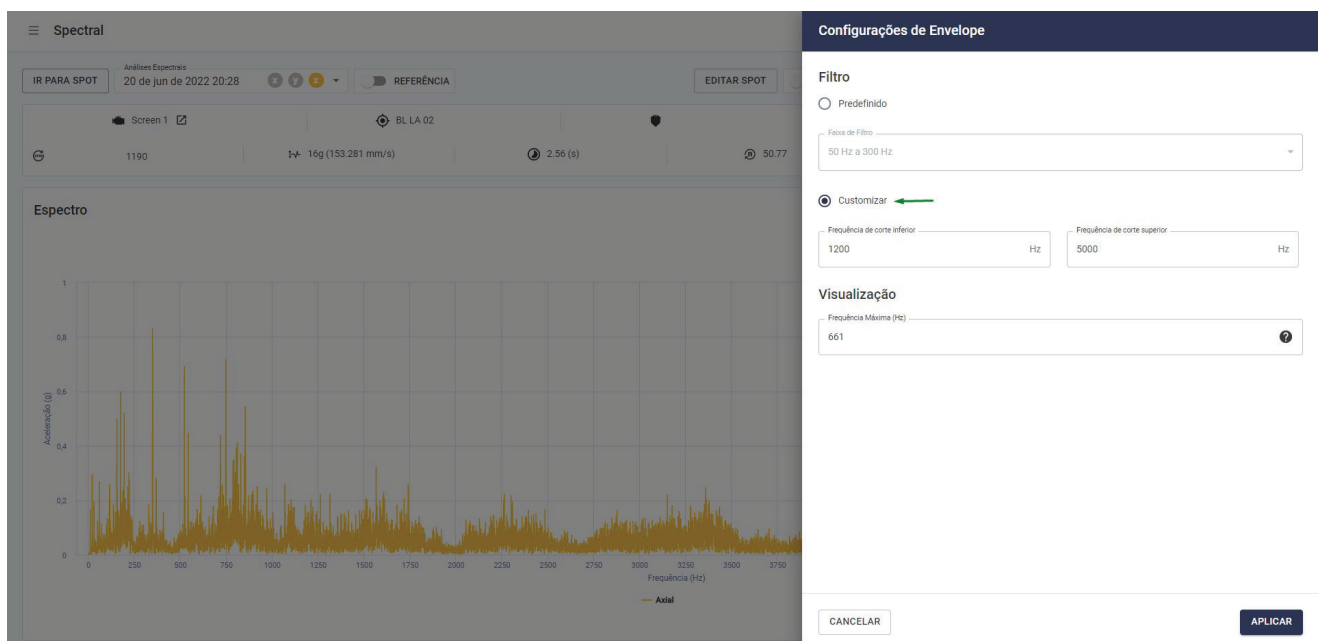 Spectral
IR PARA SPOT
Análises Espectrais
20 de jun de 2022 20:28
x y z
REFERÊNCIA
EDITAR SPOT
Screen 1
BL LA 02
1190
16g (153.281 mm/s)
2.56 (s)
50.77
Espectro
Aceleração (g)
1
0,8
0,6
0,4
0,2
0
0 250 500 750 1000 1250 1500 1750 2000 2250 2500 2750 3000 3250 3500 3750
Frequência (Hz)
Axial
Configurações de Envelope
Filtro
Predefinido
Faixa de Filtro
50 Hz a 300 Hz
Customizar
Frequência de corte inferior
1200 Hz
Frequência de corte superior
5000 Hz
Visualização
Frequência Máxima (Hz)
661 ?
CANCELAR
APLICAR